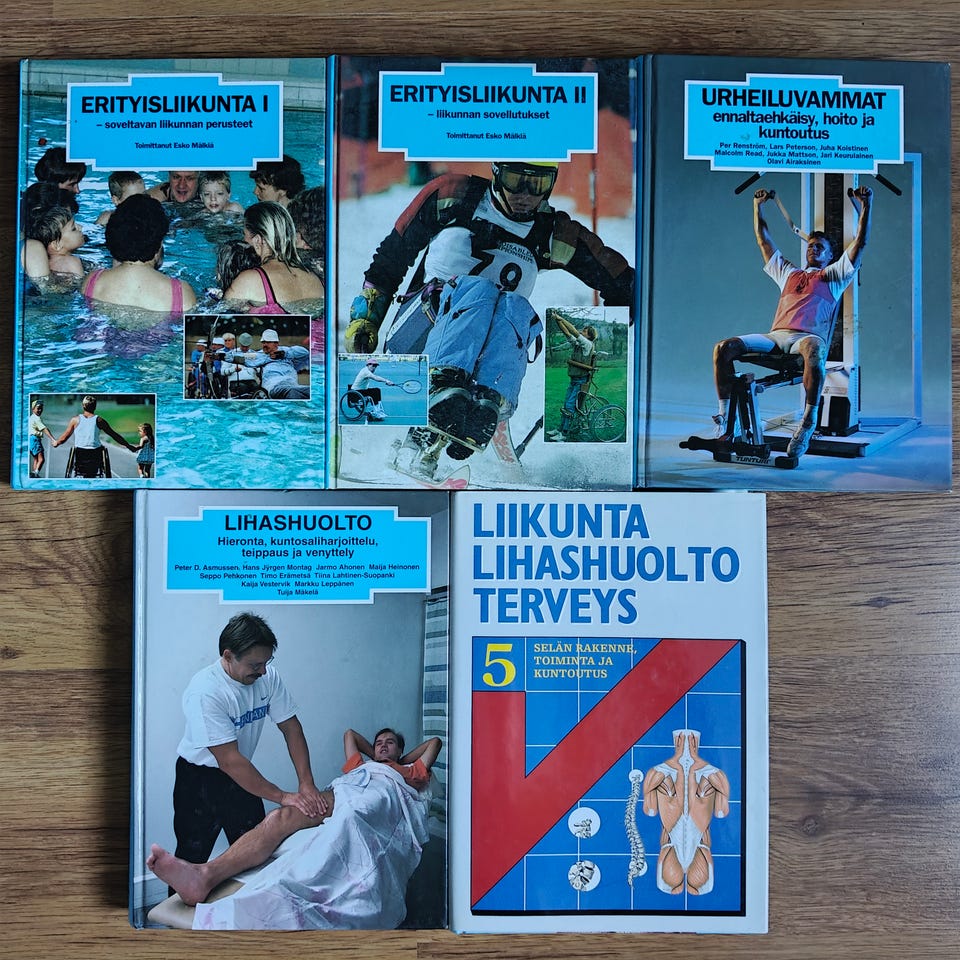 ERITYISLIIKUNTA I
– soveltavan liikunnan perusteet
Toimittanut Esko Mälkiä
ERITYISLIIKUNTA II
– liikunnan sovellutukset
Toimittanut Esko Mälkiä
79
URHEILUVAMMAT
ennaltaehkäisy, hoito ja
kuntoutus
Per Renström, Lars Peterson, Juha Koistinen
Malcolm Read, Jukka Mattson, Jari Keurulainen
Olavi Airaksinen
TUNTURI
LIHASHUOLTO
Hieronta, kuntosaliharjoittelu,
teippaus ja venyttely
Peter D. Asmussen, Hans Jyrgen Montag Jarmo Ahonen Maija Heinonen
Seppo Pehkonen Timo Erämetsä Tiina Lahtinen-Suopanki
Kaija Vestervik Markku Leppänen
Tuija Mäkelä
LIIKUNTA
LIHASHUOLTO
TERVEYS
5
SELÄN RAKENNE,
TOIMINTA JA
KUNTOUTUS